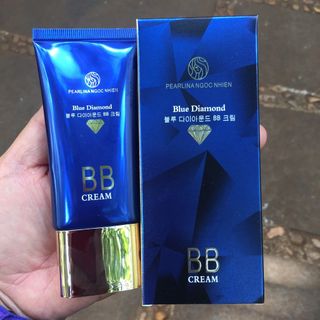 PEARLINA NGOC NHIEN
Blue Diamond
블루 다이아몬드 BB 크림
BB
CREAM
PEARLINA NGOC NHIEN
Blue Diamond
블루 다이아몬드 BB 크림
BB
CREAM